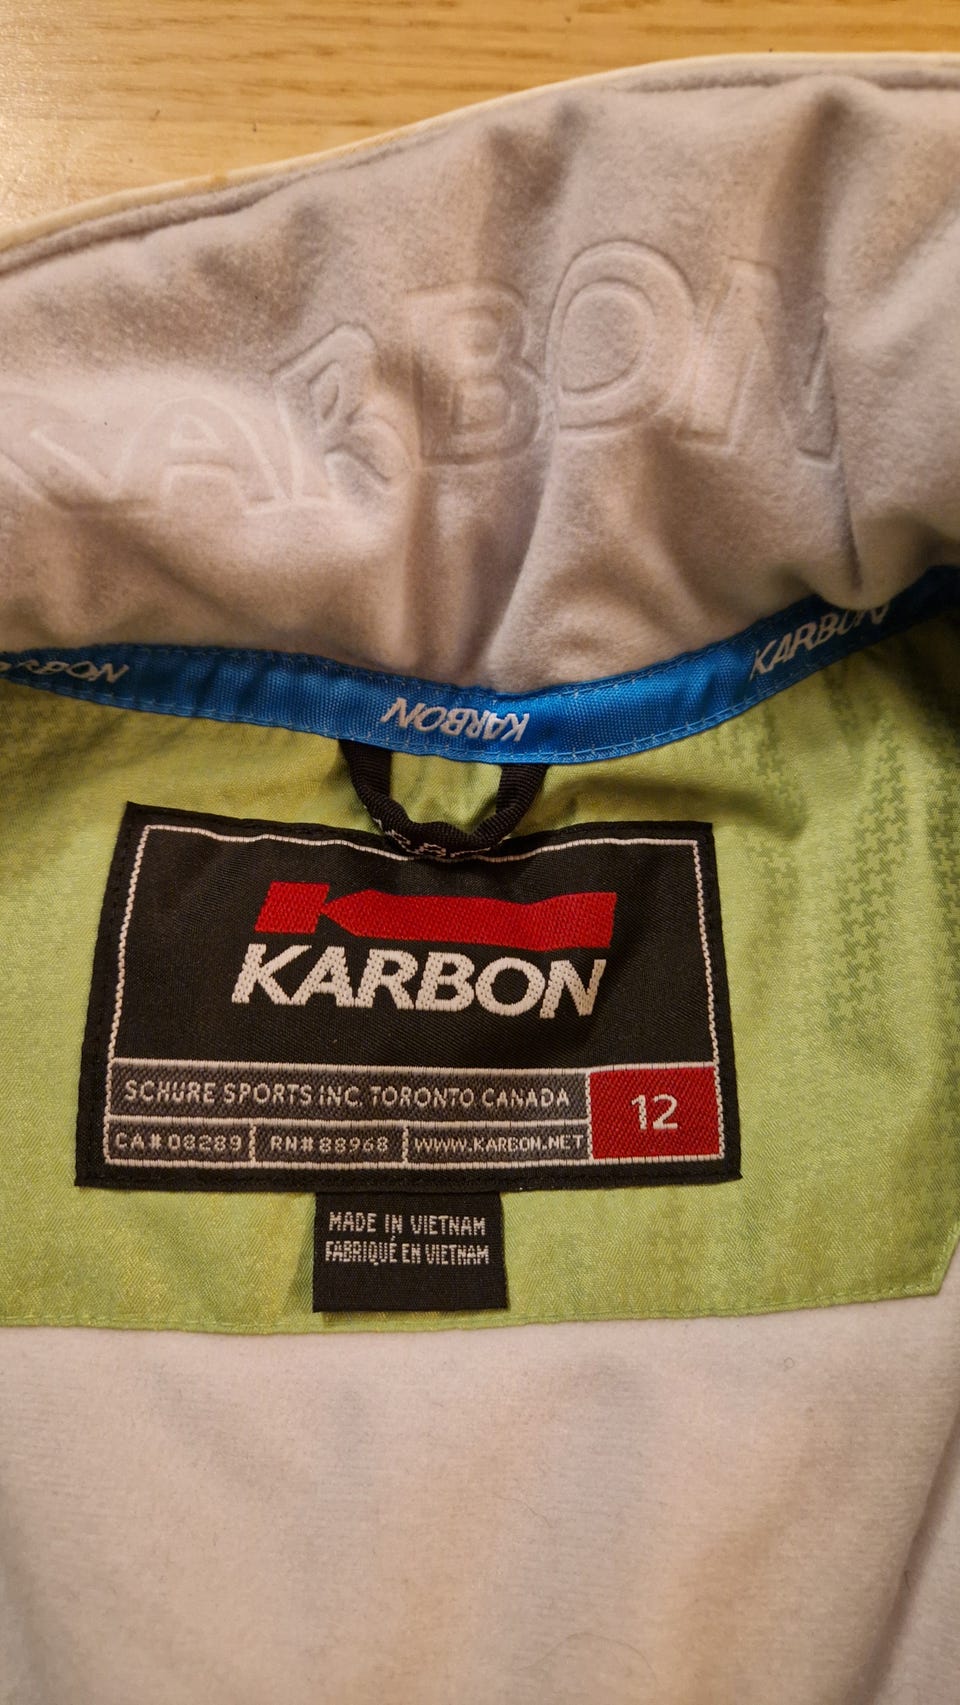 KARBON
KARBON
KARBON
KARBON
KARBON
SCHURE SPORTS INC. TORONTO CANADA
12
CA# 08289
RN# 88968
WWW.KARBON.NET
MADE IN VIETNAM
FABRIQUÉ EN VIETNAM